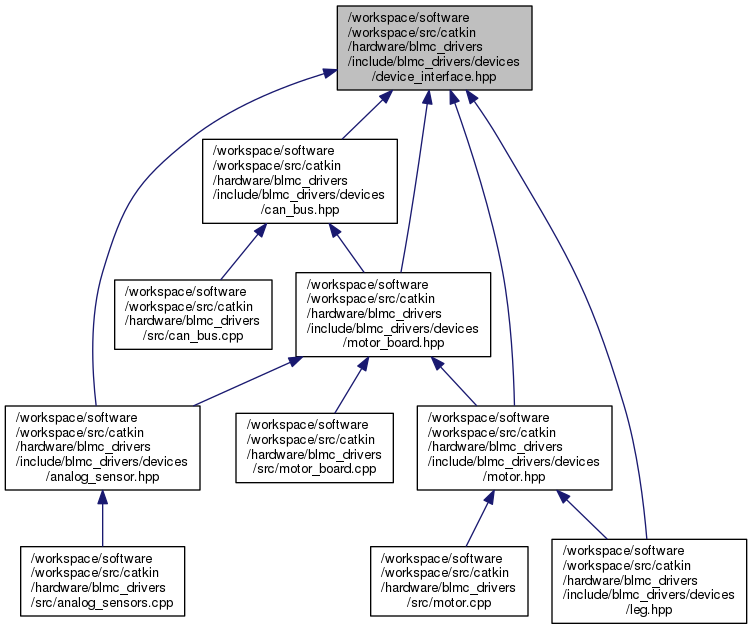 /workspace/software
/workspace/src/catkin
/hardware/blmc_drivers
/include/blmc_drivers/devices
/device_interface.hpp
/workspace/software
/workspace/src/catkin
/hardware/blmc_drivers
/include/blmc_drivers/devices
/can_bus.hpp
/workspace/software
/workspace/src/catkin
/hardware/blmc_drivers
/src/can_bus.cpp
/workspace/software
/workspace/src/catkin
/hardware/blmc_drivers
/include/blmc_drivers/devices
/motor_board.hpp
/workspace/software
/workspace/src/catkin
/hardware/blmc_drivers
/include/blmc_drivers/devices
/analog_sensor.hpp
/workspace/software
/workspace/src/catkin
/hardware/blmc_drivers
/src/motor_board.cpp
/workspace/software
/workspace/src/catkin
/hardware/blmc_drivers
/include/blmc_drivers/devices
/motor.hpp
/workspace/software
/workspace/src/catkin
/hardware/blmc_drivers
/src/analog_sensors.cpp
/workspace/software
/workspace/src/catkin
/hardware/blmc_drivers
/src/motor.cpp
/workspace/software
/workspace/src/catkin
/hardware/blmc_drivers
/include/blmc_drivers/devices
/leg.hpp